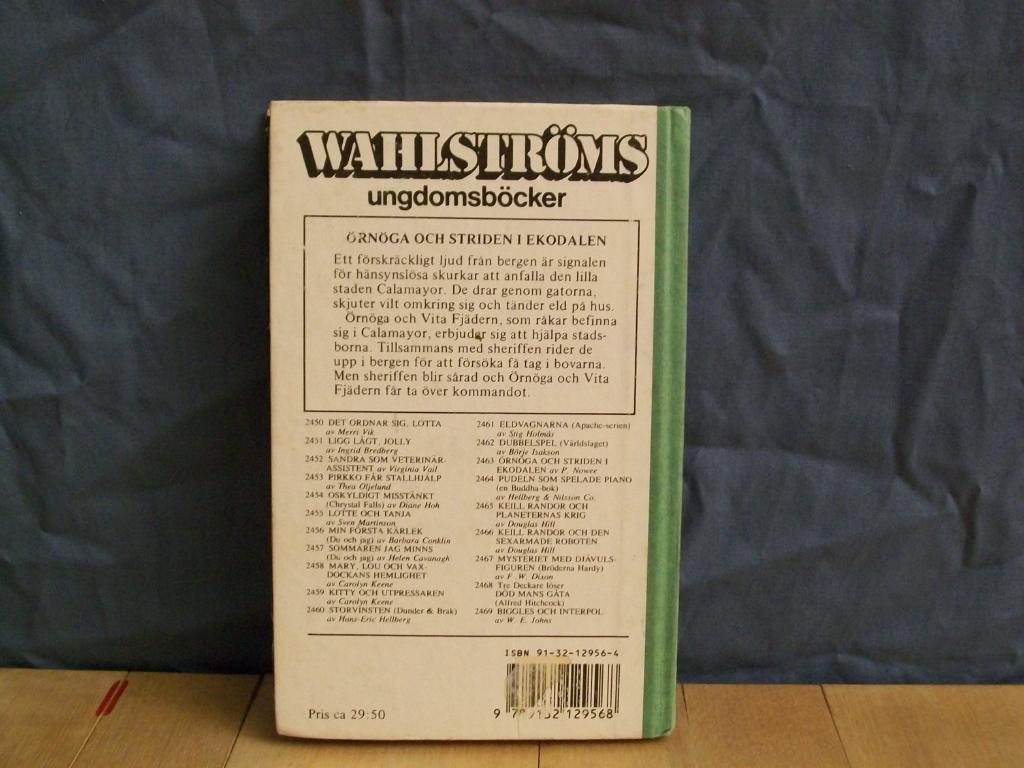 WAHLSTRÖMS
ungdomsböcker
ÖRNÖGA OCH STRIDEN I EKODALEN
Ett förskräckligt ljud från bergen är signalen
för hänsynslösa skurkar att anfalla den lilla
staden Calamayor. De drar genom gatorna,
skjuter vilt omkring sig och tänder eld på hus.
Örnöga och Vita Fjädern, som råkar befinna
sig i Calamayor, erbjuder sig att hjälpa stads-
borna. Tillsammans med sheriffen rider de
upp i bergen för att försöka få tag i bovarna.
Men sheriffen blir sårad och Örnöga och Vita
Fjädern får ta över kommandot.
2450 DET ORDNAR SIG, LOTTA
av Merri Vik
2451 LIGG LÅGT, JOLLY
av Ingrid Bredberg
2452 SANDRA SOM VETERINÄR-
ASSISTENT av Virginia Vail
2453 PIRKKO FÅR STALLHJÄLP
av Thea Oljelund
2454 OSKYLDIGT MISSTÄNKT
(Chrystal Falls) av Diane Hoh
2455 LOTTE OCH TANJA
av Sven Martinson
2456 MIN FÖRSTA KÄRLEK
(Du och jag) av Barbara Conklin
2457 SOMMAREN JAG MINNS
(Du och jag) av Helen Cavanagh
2458 MARY, LOU OCH VAX-
DOCKANS HEMLIGHET
av Carolyn Keene
2459 KITTY OCH UTPRESSAREN
av Carolyn Keene
2460 STORVINSTEN (Dunder & Brak)
av Hans-Eric Hellberg
2461 ELDVAGNARNA (Apache-serien)
av Stig Holmås
2462 DUBBELSPEL (Världslaget)
av Börje Isakson
2463 ÖRNÖGA OCH STRIDEN I
EKODALEN av P. Nowee
2464 PUDELN SOM SPELADE PIANO
(en Buddha-bok)
av Hellberg & Nilsson Co.
2465 KEILL RANDOR OCH
PLANETERNAS KRIG
av Douglas Hill
2466 KEILL RANDOR OCH DEN
SEXARMADE ROBOTEN
av Douglas Hill
2467 MYSTERIET MED DJÄVULS-
FIGUREN (Bröderna Hardy)
av F. W. Dixon
2468 Tre Deckare löser
DÖD MANS GÅTA
(Alfred Hitchcock)
2469 BIGGLES OCH INTERPOL
av W. E. Johns
ISBN 91-32-12956-4
9 789132 129568
Pris ca 29:50